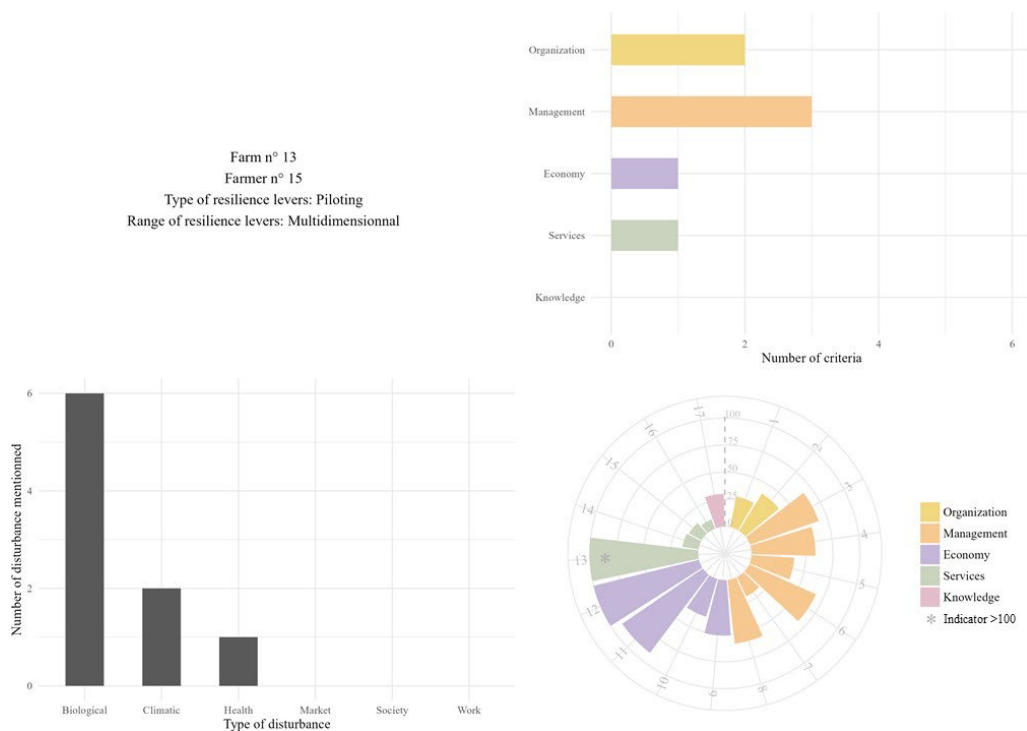 Farm n° 13
Farmer n° 15
Type of resilience levers: Piloting
Range of resilience levers: Multidimensionnal
Organization
Management
Economy
Services
Knowledge
0 2 4 6
Number of criteria
Number of disturbance mentionned
6
4
2
0
Biological Climatic Health Market Society Work
Type of disturbance
100
75
50
25
1
2
3
4
5
6
7
8
9
10
11
12
13
14
15
16
17
*
Organization
Management
Economy
Services
Knowledge
* Indicator >100